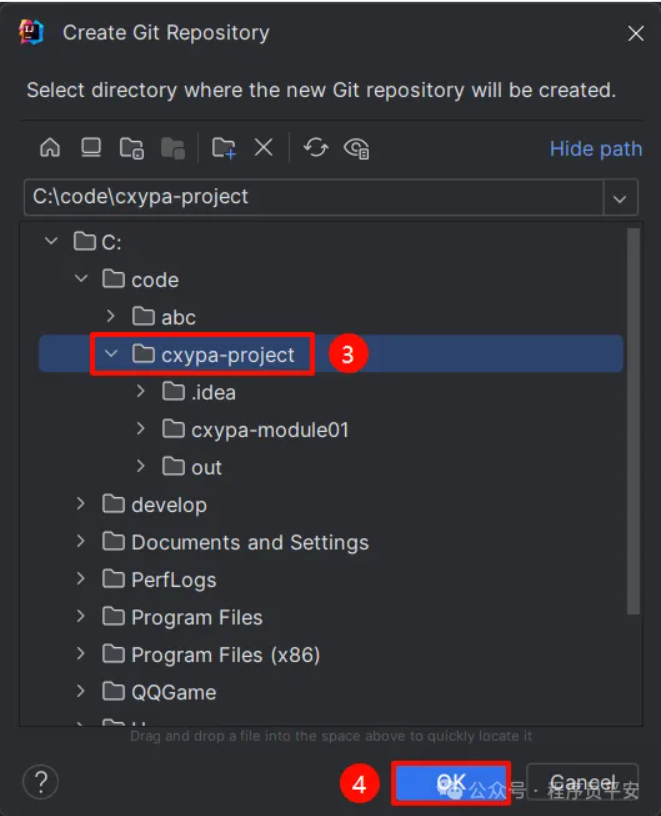 Create Git Repository
Select directory where the new Git repository will be created.
Hide path
C:\code\cxypa-project
C:
code
abc
cxypa-project 3
.idea
cxypa-module01
out
develop
Documents and Settings
PerfLogs
Program Files
Program Files (x86)
QQGame
Drag and drop a file into the space above to quickly locate it
? 4 OK Cancel
公众号 · 程序员平安